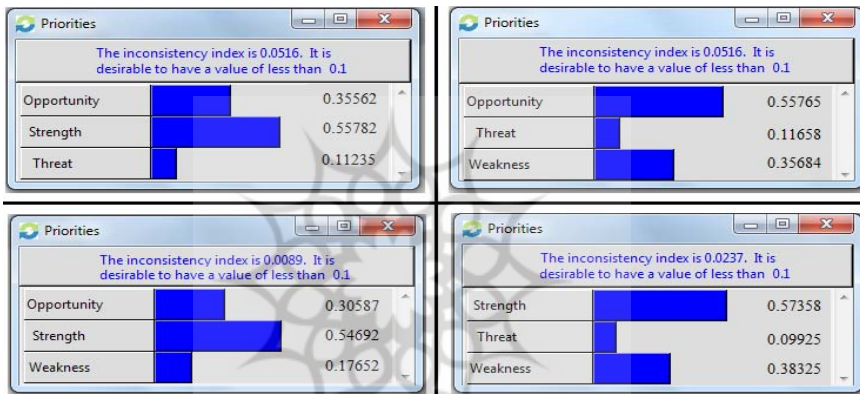 Priorities
The inconsistency index is 0.0516. It is
desirable to have a value of less than 0.1
Opportunity 0.35562
Strength 0.55782
Threat 0.11235
Priorities
The inconsistency index is 0.0516. It is
desirable to have a value of less than 0.1
Opportunity 0.55765
Threat 0.11658
Weakness 0.35684
Priorities
The inconsistency index is 0.0089. It is
desirable to have a value of less than 0.1
Opportunity 0.30587
Strength 0.54692
Weakness 0.17652
Priorities
The inconsistency index is 0.0237. It is
desirable to have a value of less than 0.1
Strength 0.57358
Threat 0.09925
Weakness 0.38325